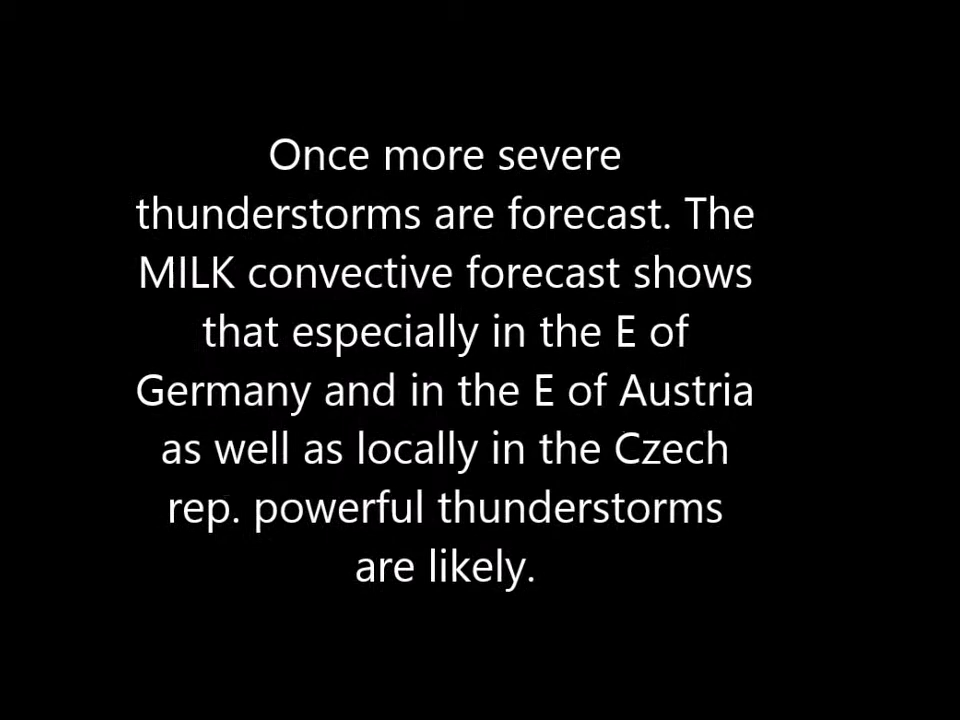 Once more severe
thunderstorms are forecast. The
MILK convective forecast shows
that especially in the E of
Germany and in the E of Austria
as well as locally in the Czech
rep. powerful thunderstorms
are likely.